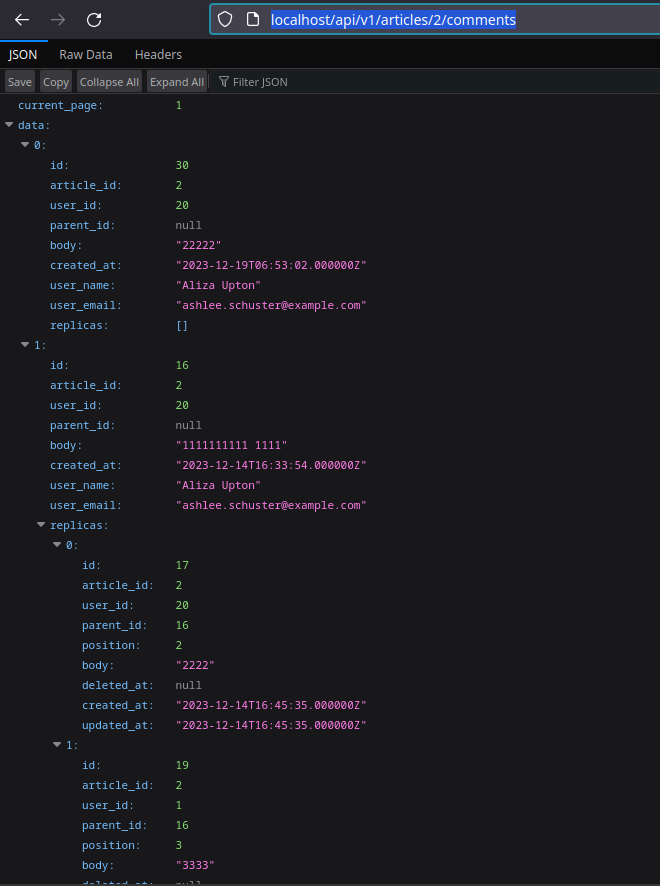 localhost/api/v1/articles/2/comments
JSON Raw Data Headers
Save Copy Collapse All Expand All Filter JSON
current_page: 1
data:
0:
id: 30
article_id: 2
user_id: 20
parent_id: null
body: "22222"
created_at: "2023-12-19T06:53:02.000000Z"
user_name: "Aliza Upton"
user_email: "ashlee.schuster@example.com"
replicas: []
1:
id: 16
article_id: 2
user_id: 20
parent_id: null
body: "1111111111 1111"
created_at: "2023-12-14T16:33:54.000000Z"
user_name: "Aliza Upton"
user_email: "ashlee.schuster@example.com"
replicas:
0:
id: 17
article_id: 2
user_id: 20
parent_id: 16
position: 2
body: "2222"
deleted_at: null
created_at: "2023-12-14T16:45:35.000000Z"
updated_at: "2023-12-14T16:45:35.000000Z"
1:
id: 19
article_id: 2
user_id: 1
parent_id: 16
position: 3
body: "3333"